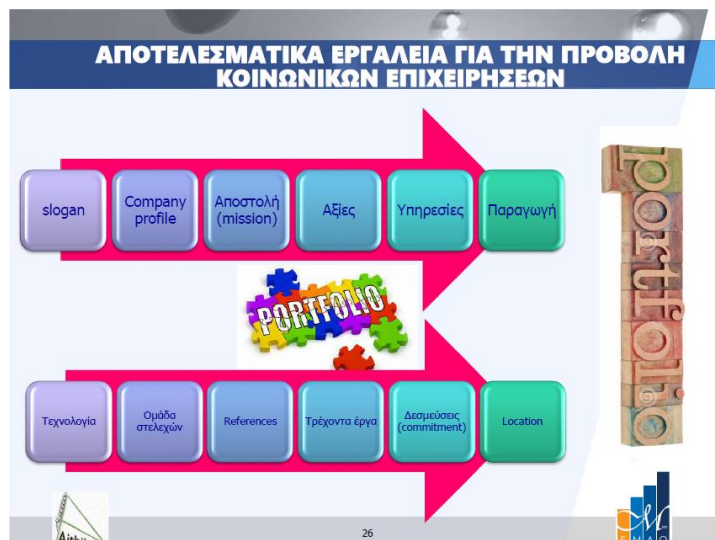 ΑΠΟΤΕΛΕΣΜΑΤΙΚΑ ΕΡΓΑΛΕΙΑ ΓΙΑ ΤΗΝ ΠΡΟΒΟΛΗ
ΚΟΙΝΩΝΙΚΩΝ ΕΠΙΧΕΙΡΗΣΕΩΝ
slogan
Company
profile
Αποστολή
(mission)
Αξίες
Υπηρεσίες
Παραγωγή
portfolio
PORTFOLIO
Τεχνολογία
Ομάδα
στελεχών
References
Τρέχοντα έργα
Δεσμεύσεις
(commitment)
Location
26